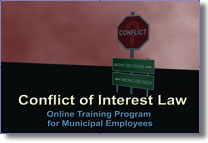 CONFLICT
Conflict of Interest Law
Online Training Program
for Municipal Employees